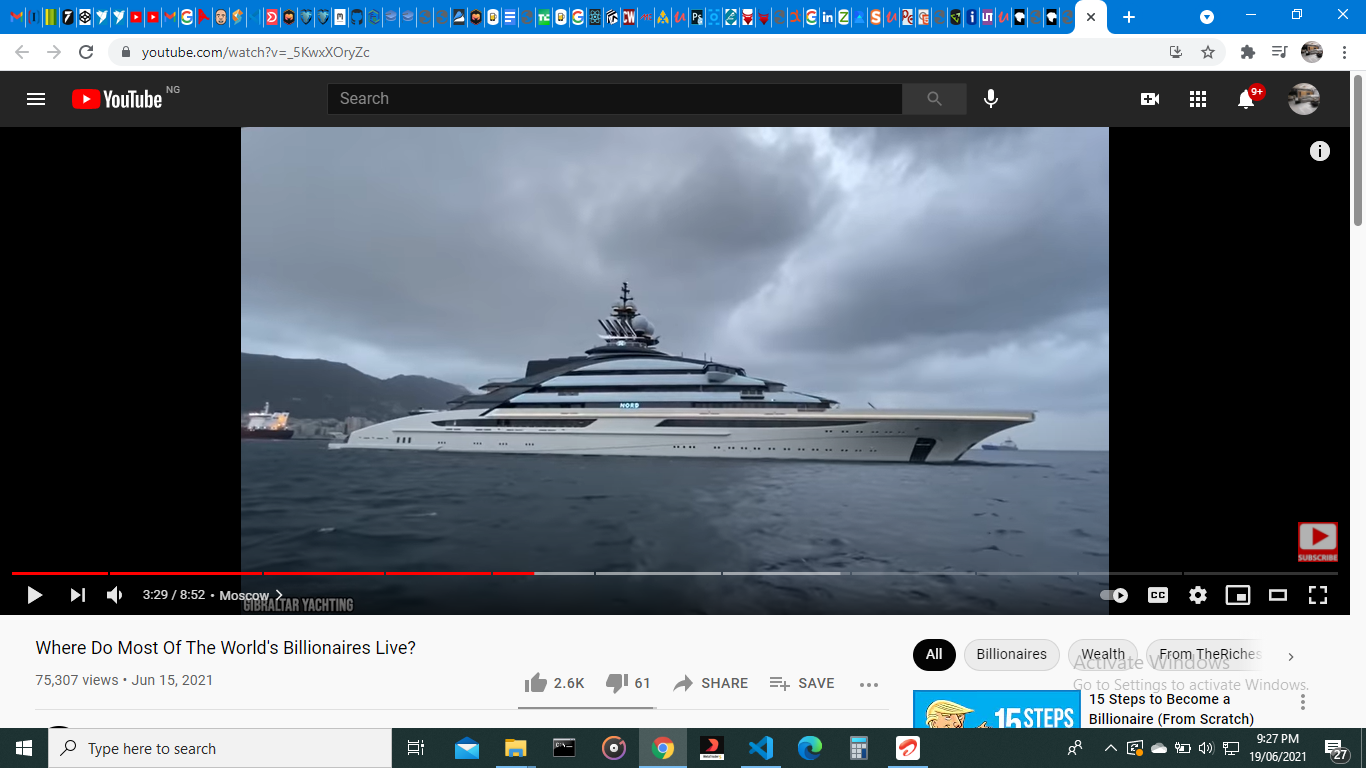 youtube.com/watch?v=_5KwxXOryZc
YouTube NG
Search
9+
NORD
SUBSCRIBE
3:29 / 8:52 • Moscow
GIBRALTAR YACHTING
CC
Where Do Most Of The World's Billionaires Live?
75,307 views • Jun 15, 2021
2.6K 61 SHARE SAVE
All Billionaires Wealth From TheRiches
Activate Windows
Go to Settings to activate Windows.
15 Steps to Become a
Billionaire (From Scratch)
15 STEPS
Type here to search
9:27 PM
19/06/2021
27